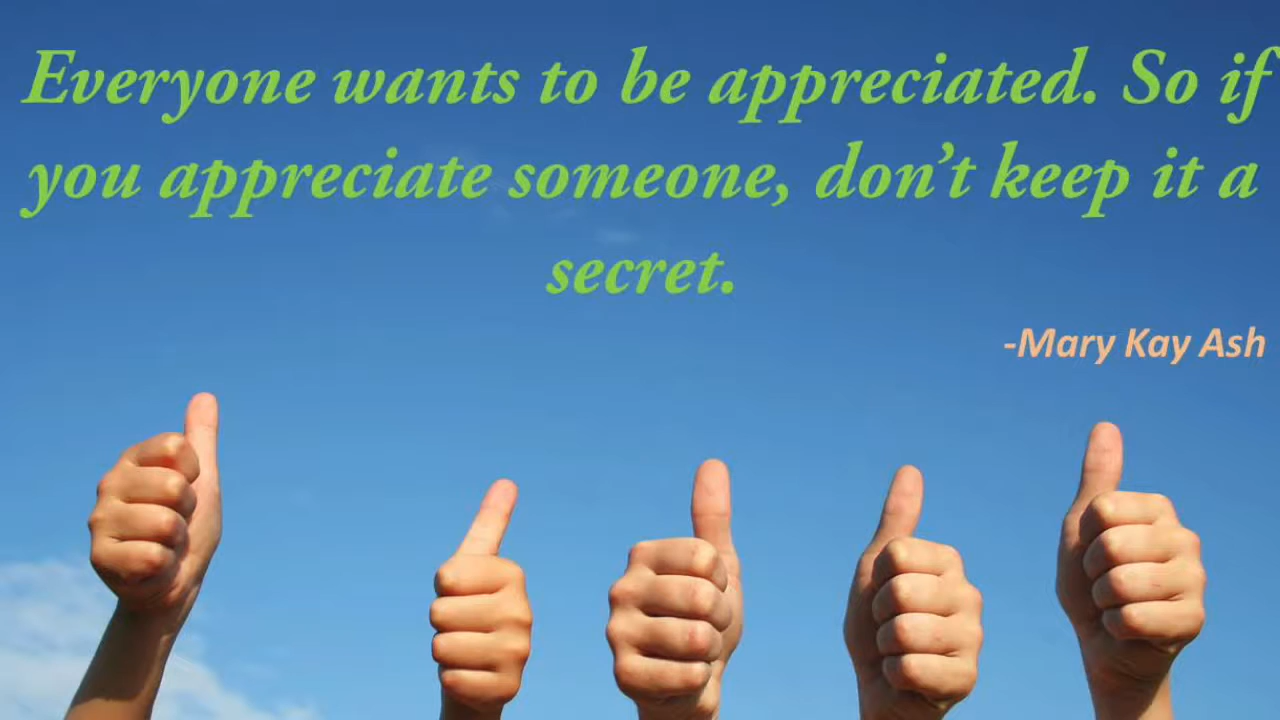 Everyone wants to be appreciated. So if
you appreciate someone, don’t keep it a
secret.
-Mary Kay Ash